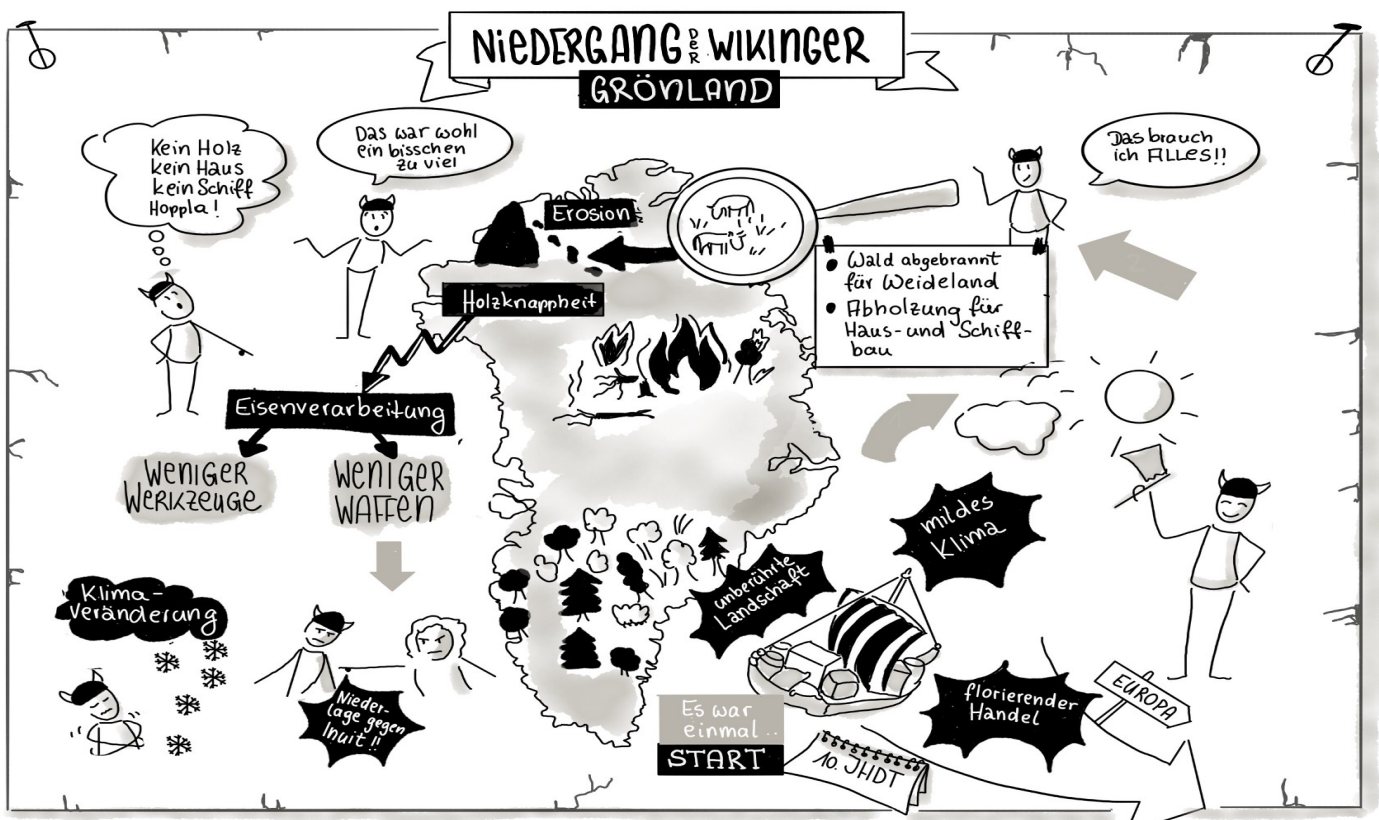 NIEDERGANG DER WIKINGER
GRÖNLAND
Kein Holz
kein Haus
kein Schiff
Hoppla!
Das war wohl
ein bisschen
zu viel
Das brauch
ich ALLES!!
Erosion
Holzknappheit
• Wald abgebrannt
für Weideland
• Abholzung für
Haus- und Schiff-
bau
Eisenverarbeitung
WENIGER
WERKZEUGE
WENIGER
WAFFEN
mildes
Klima
unberührte
Landschaft
Klima-
veränderung
Nieder-
lage gegen
Inuit!!
florierender
Handel
EUROPA
Es war
einmal..
START
10. JHDT